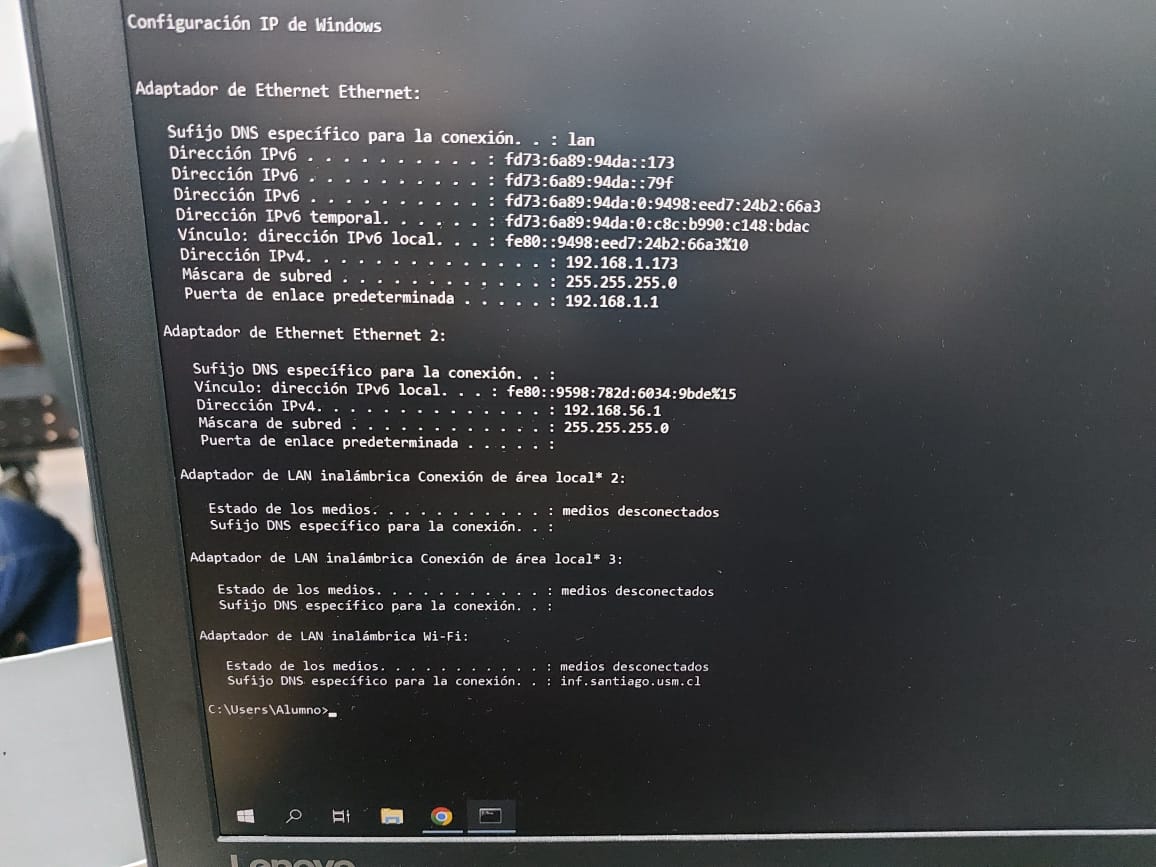 Configuración IP de Windows
Adaptador de Ethernet Ethernet:
Sufijo DNS específico para la conexión. . : lan
Dirección IPv6 . . . . . . . . . . : fd73:6a89:94da::173
Dirección IPv6 . . . . . . . . . . : fd73:6a89:94da::79f
Dirección IPv6 . . . . . . . . . . : fd73:6a89:94da:0:9498:eed7:24b2:66a3
Dirección IPv6 temporal. . . . . . : fd73:6a89:94da:0:c8c:b990:c148:bdac
Vínculo: dirección IPv6 local. . . : fe80::9498:eed7:24b2:66a3%10
Dirección IPv4. . . . . . . . . . . . . . : 192.168.1.173
Máscara de subred . . . . . . . . . . . . : 255.255.255.0
Puerta de enlace predeterminada . . . . . : 192.168.1.1
Adaptador de Ethernet Ethernet 2:
Sufijo DNS específico para la conexión. . :
Vínculo: dirección IPv6 local. . . : fe80::9598:782d:6034:9bde%15
Dirección IPv4. . . . . . . . . . . . . . : 192.168.56.1
Máscara de subred . . . . . . . . . . . . : 255.255.255.0
Puerta de enlace predeterminada . . . . . :
Adaptador de LAN inalámbrica Conexión de área local* 2:
Estado de los medios. . . . . . . . . . . : medios desconectados
Sufijo DNS específico para la conexión. . :
Adaptador de LAN inalámbrica Conexión de área local* 3:
Estado de los medios. . . . . . . . . . . : medios desconectados
Sufijo DNS específico para la conexión. . :
Adaptador de LAN inalámbrica Wi-Fi:
Estado de los medios. . . . . . . . . . . : medios desconectados
Sufijo DNS específico para la conexión. . : inf.santiago.usm.cl
C:\Users\Alumno>_
Lenovo